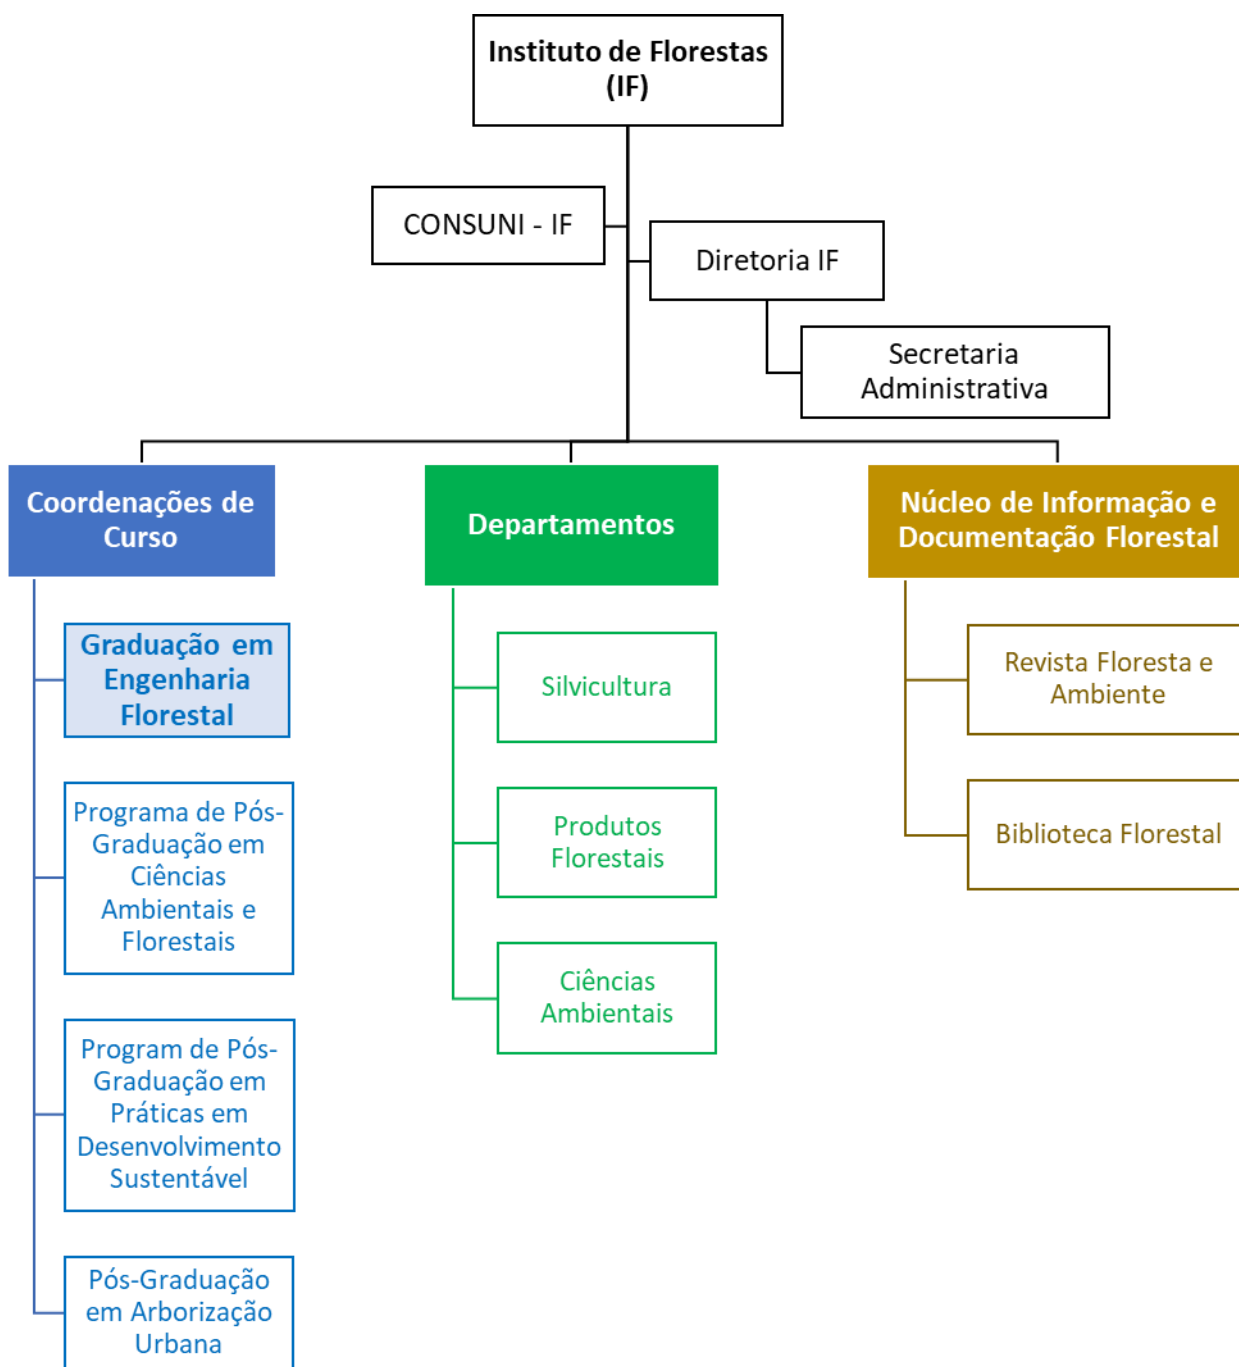 Instituto de Florestas
(IF)
CONSUNI - IF
Diretoria IF
Secretaria
Administrativa
Coordenações de
Curso
Graduação em
Engenharia
Florestal
Programa de Pós-
Graduação em
Ciências
Ambientais e
Florestais
Program de Pós-
Graduação em
Práticas em
Desenvolvimento
Sustentável
Pós-Graduação
em Arborização
Urbana
Departamentos
Silvicultura
Produtos
Florestais
Ciências
Ambientais
Núcleo de Informação e
Documentação Florestal
Revista Floresta e
Ambiente
Biblioteca Florestal